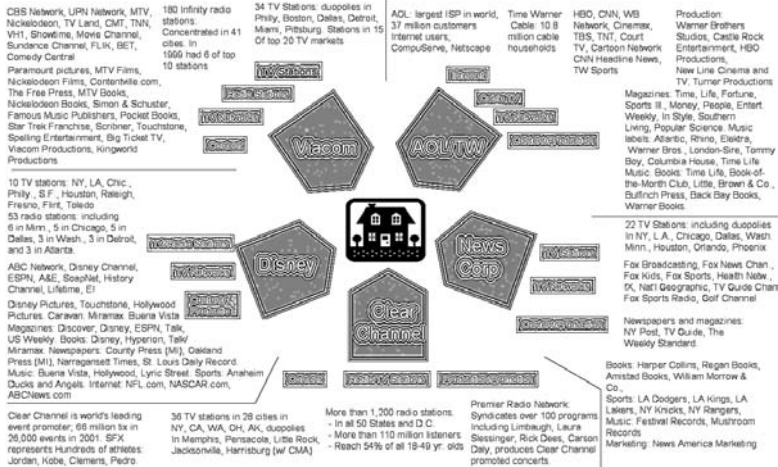 CBS Network, UPN Network, MTV,
Nickelodeon, TV Land, CMT, TNN,
VH1, Showtime, Movie Channel,
Sundance Channel, FLIK, BET,
Comedy Central
Paramount pictures, MTV Films,
Nickelodeon Films, Contentville.com,
The Free Press, MTV Books,
Nickelodeon Books, Simon & Schuster,
Famous Music Publishers, Pocket Books,
Star Trek Franchise, Scribner, Touchstone,
Spelling Entertainment, Big Ticket TV,
Viacom Productions, Kingworld
Productions
180 Infinity radio
stations:
Concentrated in 41
cities. In
1999 had 6 of top
10 stations
34 TV Stations: duopolies in
Philly, Boston, Dallas, Detroit,
Miami, Pittsburg. Stations in 15
Of top 20 TV markets
AOL: largest ISP in world,
37 million customers
Internet users,
CompuServe, Netscape
Time Warner
Cable: 10.8
million cable
households
HBO, CNN, WB
Network, Cinemax,
TBS, TNT, Court
TV, Cartoon Network
CNN Headline News,
TW Sports
Production:
Warner Brothers
Studios, Castle Rock
Entertainment, HBO
Productions,
New Line Cinema and
TV, Turner Productions
Magazines: Time, Life, Fortune,
Sports Ill., Money, People, Entert.
Weekly, In Style, Southern
Living, Popular Science. Music
labels: Atlantic, Rhino, Elektra,
Warner Bros., London-Sire, Tommy
Boy, Columbia House, Time Life
Music. Books: Time Life, Book-of-
the-Month Club, Little, Brown & Co.,
Bulfinch Press, Back Bay Books,
Warner Books.
Viacom
AOL/TW
10 TV stations: NY, LA, Chic.,
Philly., S.F., Houston, Raleigh,
Fresno, Flint, Toledo
53 radio stations: including
6 in Minn., 5 in Chicago, 5 in
Dallas, 3 in Wash., 3 in Detroit,
and 3 in Atlanta.
ABC Network, Disney Channel,
ESPN, A&E, SoapNet, History
Channel, Lifetime, E!
Disney Pictures, Touchstone, Hollywood
Pictures. Caravan. Miramax. Buena Vista
Magazines: Discover, Disney, ESPN, Talk,
US Weekly. Books: Disney, Hyperion, Talk/
Miramax. Newspapers: County Press (MI), Oakland
Press (MI), Narragansett Times, St. Louis Daily Record.
Music: Buena Vista, Hollywood, Lyric Street. Sports: Anaheim
Ducks and Angels. Internet: NFL.com, NASCAR.com,
ABCNews.com
Disney
News
Corp
Clear
Channel
22 TV Stations: including duopolies
In NY, L.A., Chicago, Dallas, Wash.
Minn., Houston, Orlando, Phoenix
Fox Broadcasting, Fox News Chan.,
Fox Kids, Fox Sports, Health Netw.,
fX, Nat'l Geographic, TV Guide Chan
Fox Sports Radio, Golf Channel
Newspapers and magazines:
NY Post, TV Guide, The
Weekly Standard.
Books: Harper Collins, Regan Books,
Amistad Books, William Morrow &
Co.,
Sports: LA Dodgers, LA Kings, LA
Lakers, NY Knicks, NY Rangers,
Music: Festival Records, Mushroom
Records
Marketing: News America Marketing
Clear Channel is world's leading
event promoter; 66 million tix in
26,000 events in 2001. SFX
represents Hundreds of athletes:
Jordan, Kobe, Clemens, Pedro.
36 TV stations in 28 cities in
NY, CA, WA, OH, AK, duopolies
In Memphis, Pensacola, Little Rock,
Jacksonville, Harrisburg (w/ CMA)
More than 1,200 radio stations.
- In all 50 States and D.C.
- More than 110 million listeners
- Reach 54% of all 18-49 yr. olds
Premier Radio Network:
Syndicates over 100 programs
Including Limbaugh, Laura
Slessinger, Rick Dees, Carson
Daly, produces Clear Channel
promoted concerts.